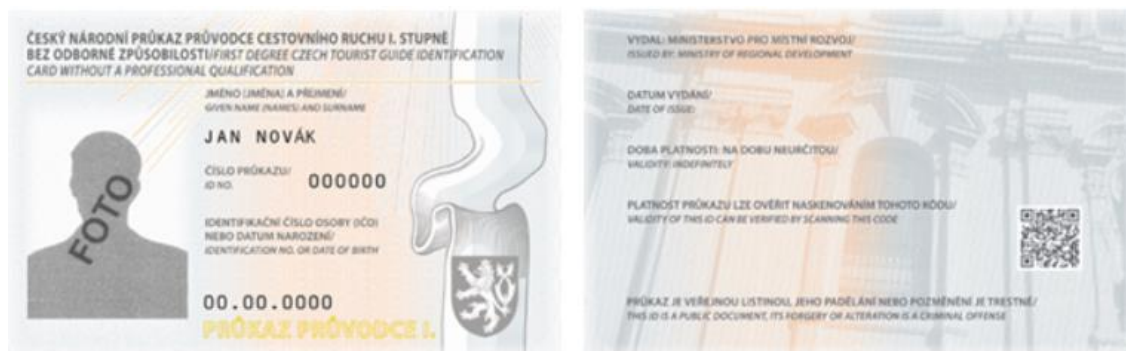 ČESKÝ NÁRODNÍ PRŮKAZ PRŮVODCE CESTOVNÍHO RUCHU I. STUPNĚ
BEZ ODBORNÉ ZPŮSOBILOSTI/FIRST DEGREE CZECH TOURIST GUIDE IDENTIFICATION
CARD WITHOUT A PROFESSIONAL QUALIFICATION
JMÉNO (JMÉNA) A PŘÍJMENÍ/
GIVEN NAME (NAMES) AND SURNAME
JAN NOVÁK
ČÍSLO PRŮKAZU/
ID NO.
000000
IDENTIFIKAČNÍ ČÍSLO OSOBY (IČO)
NEBO DATUM NAROZENÍ/
IDENTIFICATION NO. OR DATE OF BIRTH
00.00.0000
PRŮKAZ PRŮVODCE I.
FOTO
VYDAL: MINISTERSTVO PRO MÍSTNÍ ROZVOJ/
ISSUED BY: MINISTRY OF REGIONAL DEVELOPMENT
DATUM VYDÁNÍ/
DATE OF ISSUE:
DOBA PLATNOSTI: NA DOBU NEURČITOU/
VALIDITY: INDEFINITELY
PLATNOST PRŮKAZU LZE OVĚŘIT NASKENOVÁNÍM TOHOTO KÓDU/
VALIDITY OF THIS ID CAN BE VERIFIED BY SCANNING THIS CODE
PRŮKAZ JE VEŘEJNOU LISTINOU, JEHO PADĚLÁNÍ NEBO POZMĚNĚNÍ JE TRESTNÉ/
THIS ID IS A PUBLIC DOCUMENT, ITS FORGERY OR ALTERATION IS A CRIMINAL OFFENSE